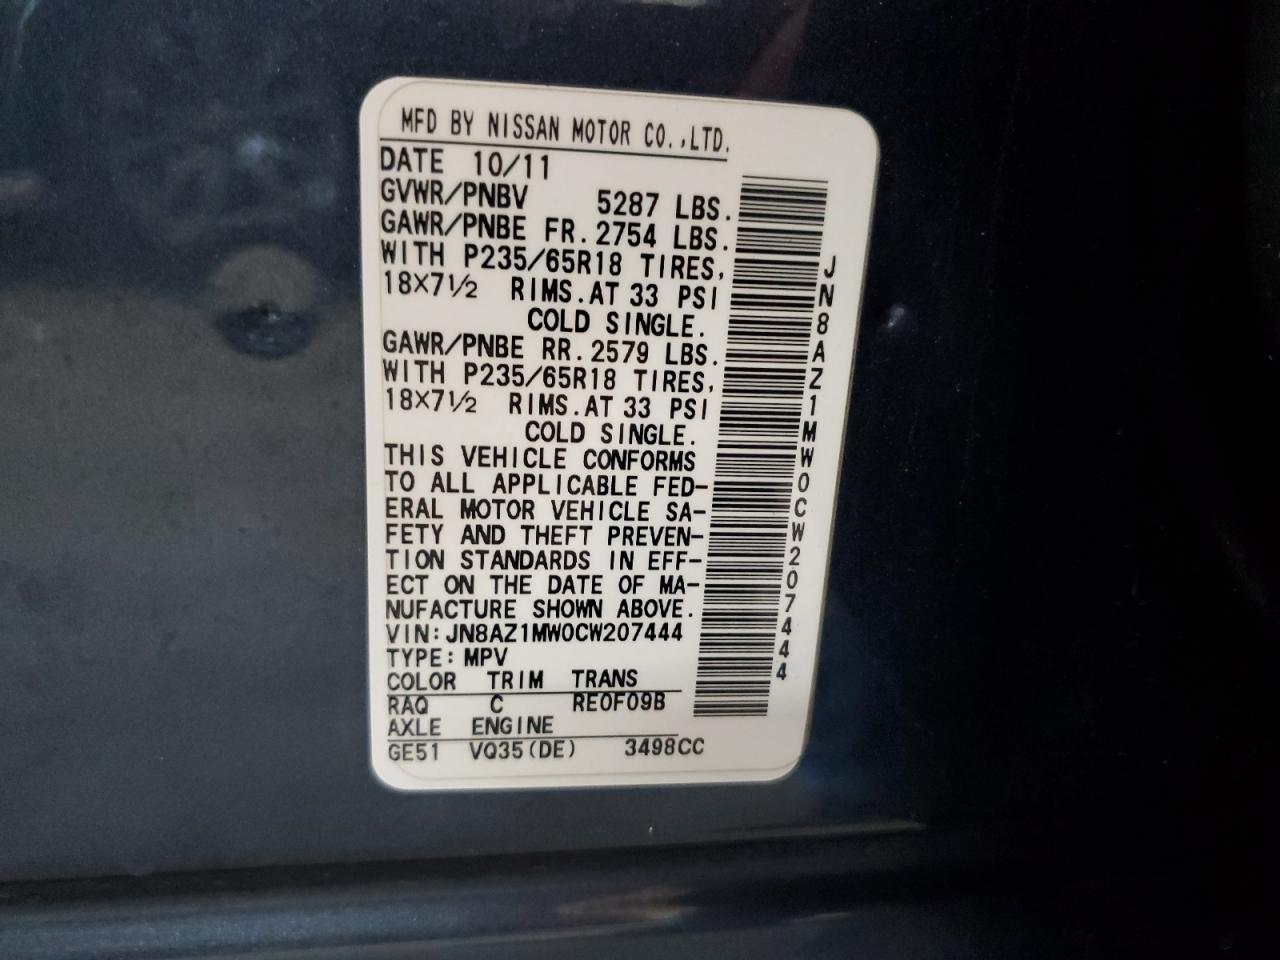 MFD BY NISSAN MOTOR CO.,LTD.
DATE 10/11
GVWR/PNBV 5287 LBS.
GAWR/PNBE FR.2754 LBS.
WITH P235/65R18 TIRES,
18X7½ RIMS.AT 33 PSI
COLD SINGLE.
GAWR/PNBE RR.2579 LBS.
WITH P235/65R18 TIRES,
18X7½ RIMS.AT 33 PSI
COLD SINGLE.
THIS VEHICLE CONFORMS
TO ALL APPLICABLE FED-
ERAL MOTOR VEHICLE SA-
FETY AND THEFT PREVEN-
TION STANDARDS IN EFF-
ECT ON THE DATE OF MA-
NUFACTURE SHOWN ABOVE.
VIN:JN8AZ1MW0CW207444
TYPE:MPV
COLOR TRIM TRANS
RAQ C RE0F09B
AXLE ENGINE
GE51 VQ35(DE) 3498CC
JN8AZ1MW0CW207444